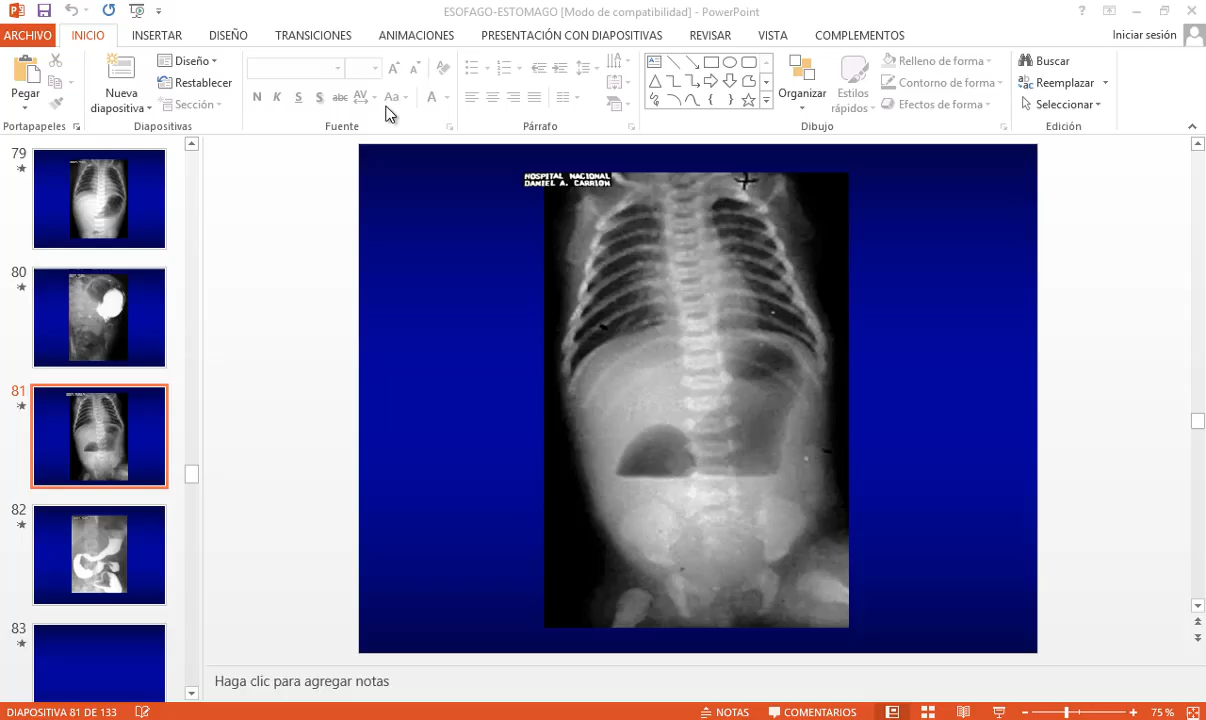 ESOFAGO-ESTOMAGO [Modo de compatibilidad] - PowerPoint
ARCHIVO INICIO INSERTAR DISEÑO TRANSICIONES ANIMACIONES PRESENTACIÓN CON DIAPOSITIVAS REVISAR VISTA COMPLEMENTOS Iniciar sesión
Pegar
Nueva
diapositiva
Diseño
Restablecer
Sección
N K S S abc AV Aa A
Organizar
Estilos
rápidos
Relleno de forma
Contorno de forma
Efectos de forma
Buscar
Reemplazar
Seleccionar
Portapapeles Diapositivas Fuente Párrafo Dibujo Edición
79
80
81
82
83
HOSPITAL NACIONAL
DANIEL A. CARRION
Haga clic para agregar notas
DIAPOSITIVA 81 DE 133 NOTAS COMENTARIOS 75 %